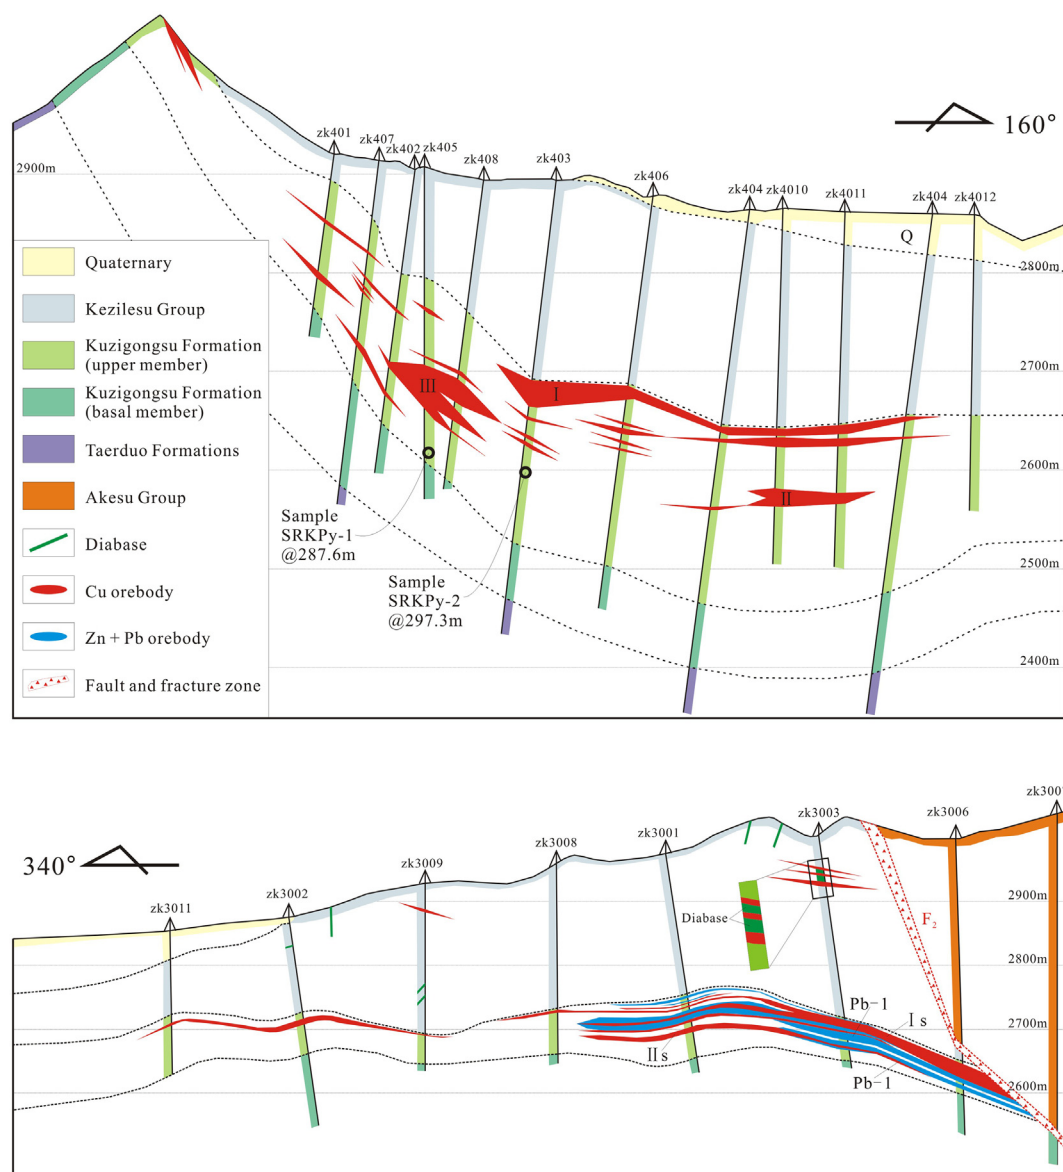 160°
zk401
zk407
zk402
zk405
zk408
zk403
zk406
zk404
zk4010
zk4011
zk404
zk4012
2900m
Q
2800m
2700m
2600m
2500m
2400m
III
I
II
Sample
SRKPy-1
@287.6m
Sample
SRKPy-2
@297.3m
Quaternary
Kezilesu Group
Kuzigongsu Formation
(upper member)
Kuzigongsu Formation
(basal member)
Taerduo Formations
Akesu Group
Diabase
Cu orebody
Zn + Pb orebody
Fault and fracture zone
340°
zk3011
zk3002
zk3009
zk3008
zk3001
zk3003
zk3006
Diabase
F2
2900m
2800m
2700m
2600m
Pb-1
I s
II s
Pb-1